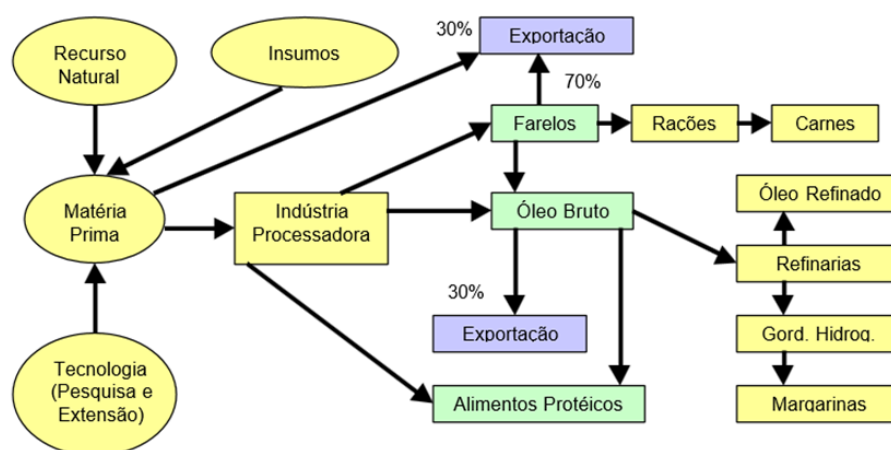 30%
Exportação
Recurso
Natural
Insumos
70%
Farelos
Rações
Carnes
Matéria
Prima
Indústria
Processadora
Óleo Bruto
Óleo Refinado
Refinarias
30%
Exportação
Gord. Hidrog.
Tecnologia
(Pesquisa e
Extensão)
Alimentos Protéicos
Margarinas